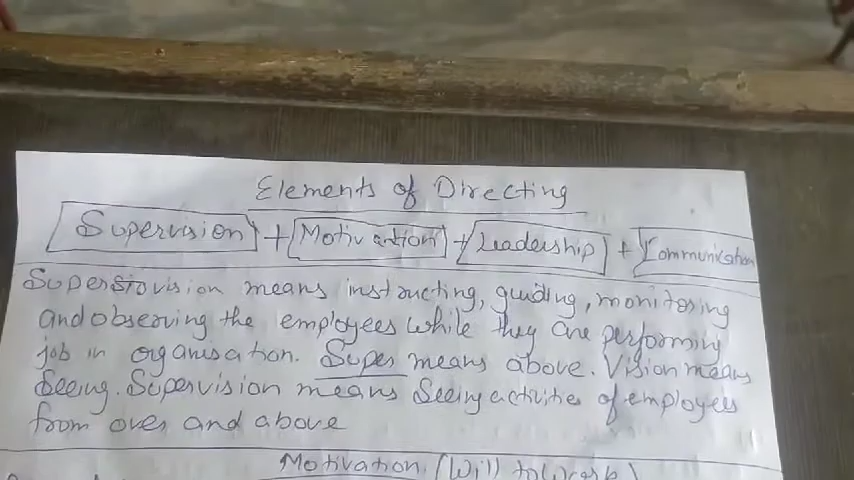 Elements of Directing
Supervision + Motivation + Leadership + Communication
Superstovision means instructing, guiding, monitoring
and observing the employees while they are performing
job in organisation. Super means above. Vision means
Seeing. Supervision means Seeing activities of employees
from over and above
Motivation (Will to Work)